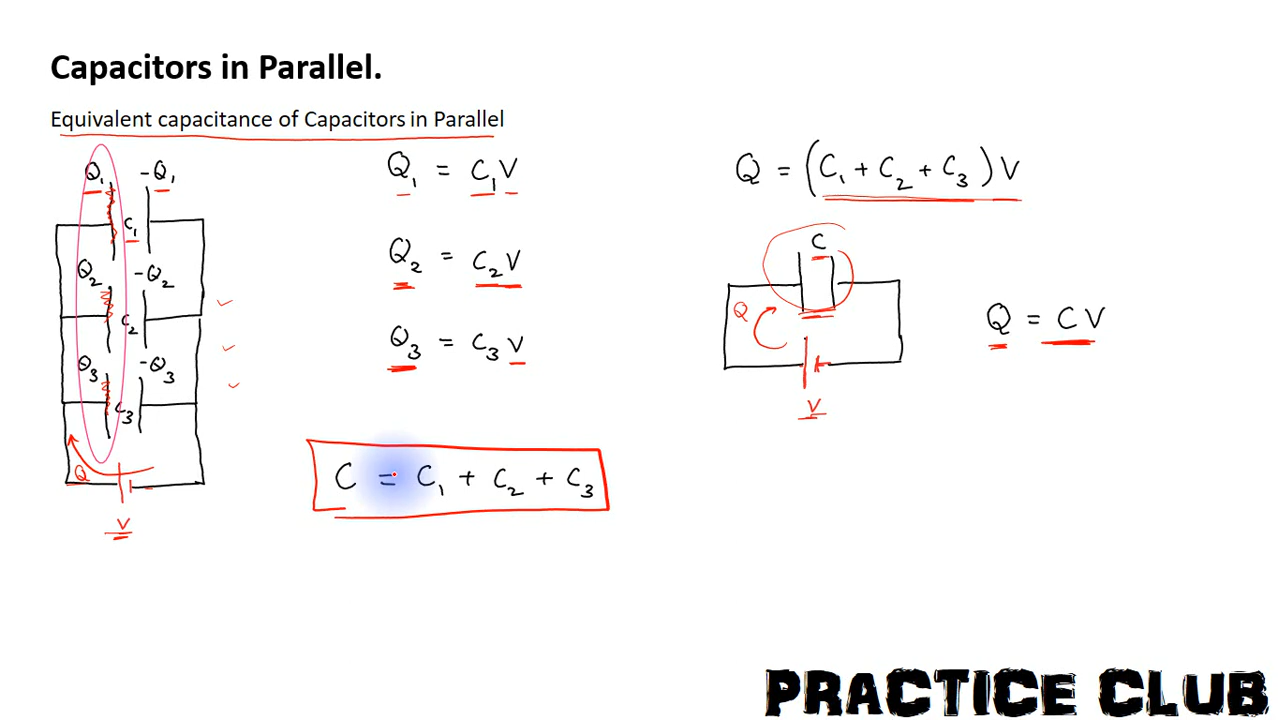 Capacitors in Parallel.
Equivalent capacitance of Capacitors in Parallel
Q₁ -Q₁
C₁
Q₂ -Q₂
C₂
Q₃ -Q₃
C₃
Q
V
Q₁ = C₁V
Q₂ = C₂V
Q₃ = C₃V
C = C₁ + C₂ + C₃
Q = (C₁ + C₂ + C₃) V
C
Q
V
Q = CV
PRACTICE CLUB